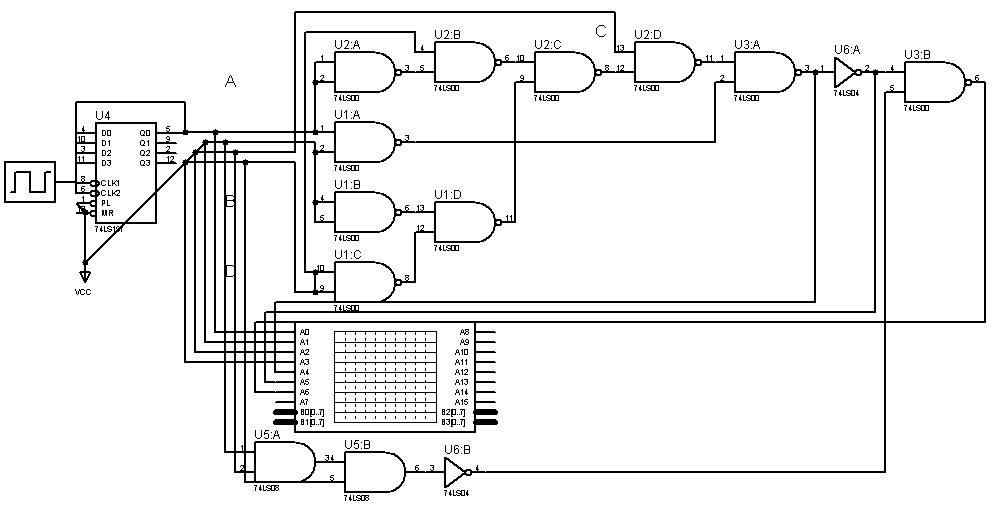 U2:A
74LS00
1
2
3
U2:B
74LS00
4
5
6
U2:C
74LS00
10
9
8
C
U2:D
74LS00
13
12
11
U3:A
74LS00
1
2
3
U6:A
74LS04
1
2
U3:B
74LS00
4
5
6
A
U4
D0
D1
D2
D3
CLK1
CLK2
PL
MR
Q0
Q1
Q2
Q3
4
10
3
11
8
6
1
5
9
2
12
74LS197
VCC
U1:A
74LS00
1
2
3
U1:B
74LS00
4
5
6
U1:D
74LS00
13
12
11
U1:C
74LS00
10
9
8
B
D
A0
A1
A2
A3
A4
A5
A6
A7
B0[0..7]
B1[0..7]
A8
A9
A10
A11
A12
A13
A14
A15
B2[0..7]
B3[0..7]
U5:A
74LS08
1
2
3
U5:B
74LS08
4
5
6
U6:B
74LS04
3
4